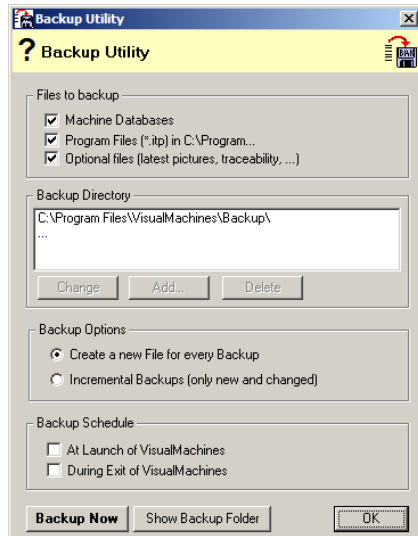 Backup Utility
? Backup Utility
BAK
Files to backup
Machine Databases
Program Files (*.itp) in C:\Program...
Optional files (latest pictures, traceability, ...)
Backup Directory
C:\Program Files\VisualMachines\Backup\
...
Change Add... Delete
Backup Options
Create a new File for every Backup
Incremental Backups (only new and changed)
Backup Schedule
At Launch of VisualMachines
During Exit of VisualMachines
Backup Now Show Backup Folder OK